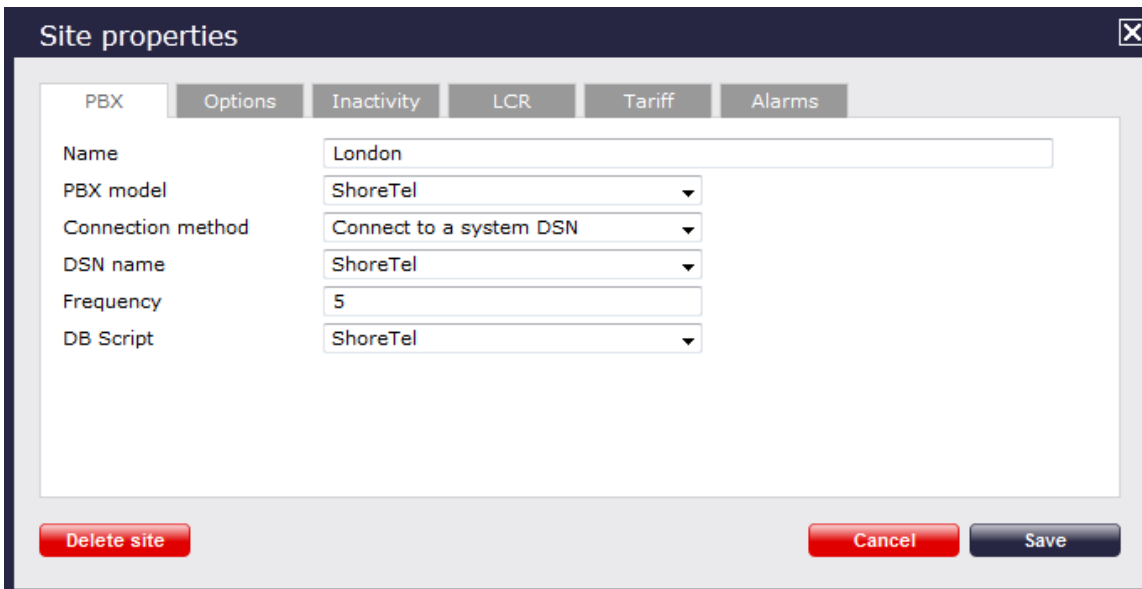 Site properties
PBX Options Inactivity LCR Tariff Alarms
Name London
PBX model ShoreTel
Connection method Connect to a system DSN
DSN name ShoreTel
Frequency 5
DB Script ShoreTel
Delete site Cancel Save